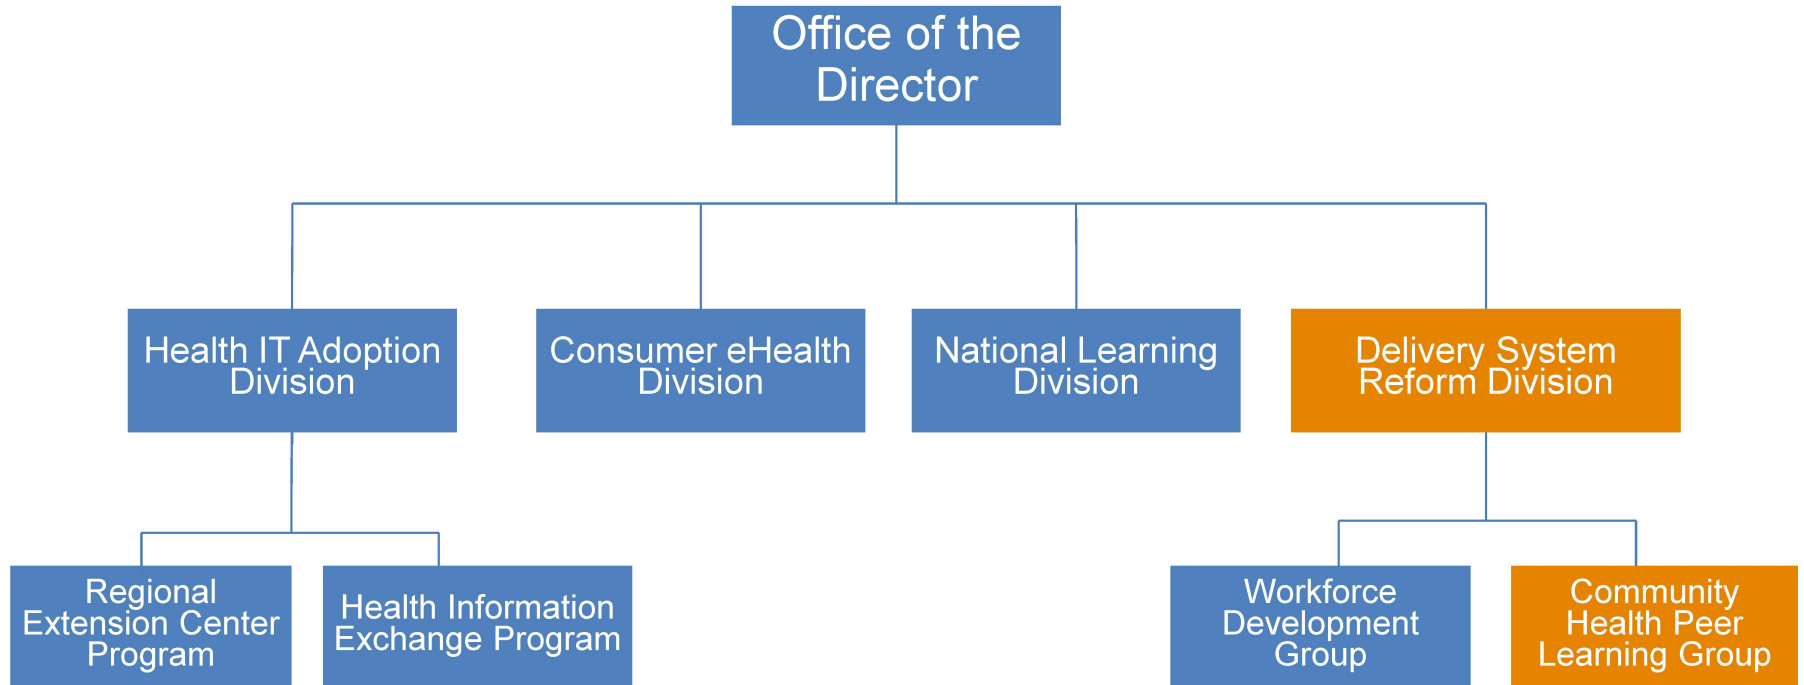 Office of the
Director
Health IT Adoption
Division
Consumer eHealth
Division
National Learning
Division
Delivery System
Reform Division
Regional
Extension Center
Program
Health Information
Exchange Program
Workforce
Development
Group
Community
Health Peer
Learning Group